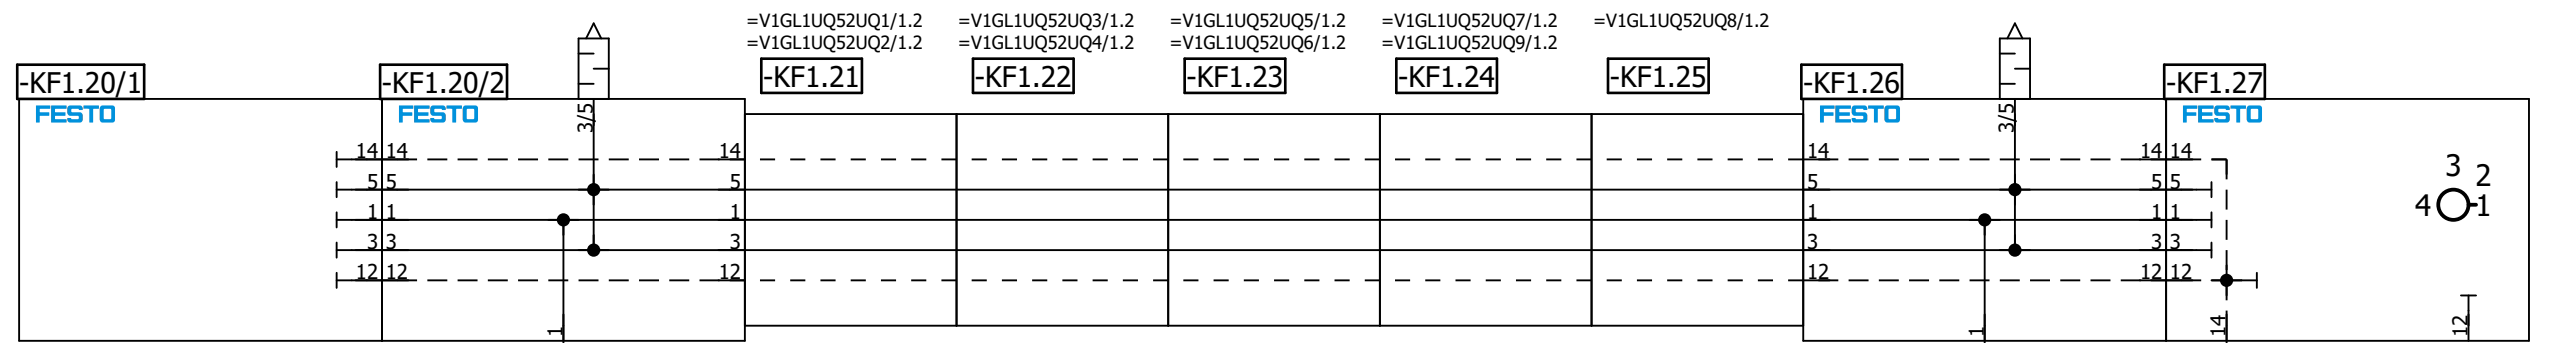 =V1GL1UQ52UQ1/1.2 =V1GL1UQ52UQ3/1.2 =V1GL1UQ52UQ5/1.2 =V1GL1UQ52UQ7/1.2 =V1GL1UQ52UQ8/1.2
=V1GL1UQ52UQ2/1.2 =V1GL1UQ52UQ4/1.2 =V1GL1UQ52UQ6/1.2 =V1GL1UQ52UQ9/1.2
-KF1.20/1 -KF1.20/2 -KF1.21 -KF1.22 -KF1.23 -KF1.24 -KF1.25 -KF1.26 -KF1.27
FESTO FESTO FESTO FESTO
3/5 3/5
14 14 14 14 14 14
5 5 5 5 5 5
1 1 1 1 1 1
3 3 3 3 3 3
12 12 12 12 12 12
3 2
4 1
1 1 14 12